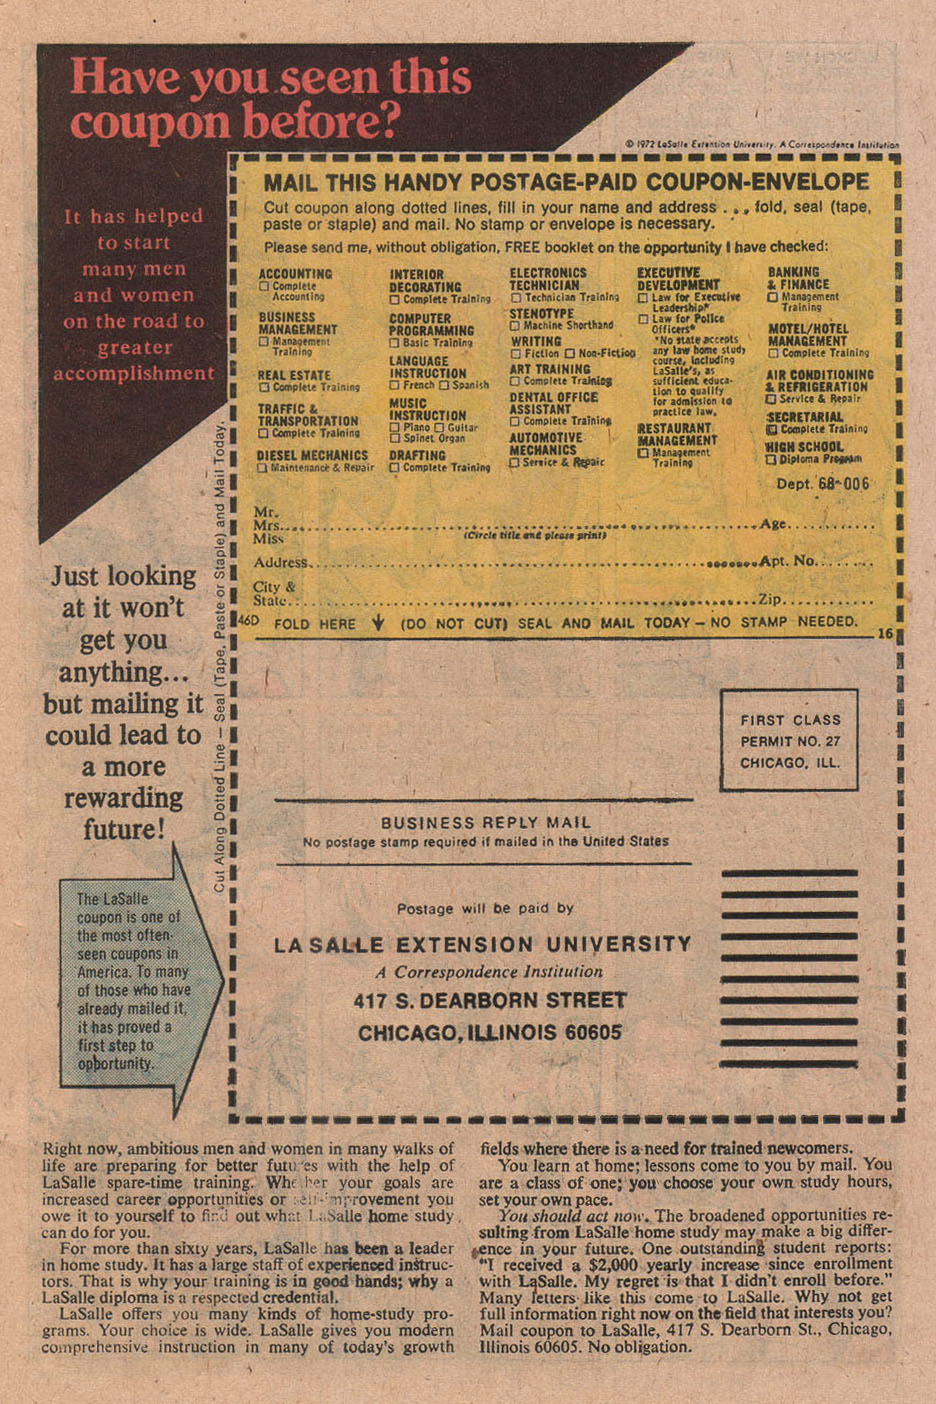 Have you seen this
coupon before?
© 1972 LaSalle Extention University. A Correspondence Institution
It has helped
to start
many men
and women
on the road to
greater
accomplishment
MAIL THIS HANDY POSTAGE-PAID COUPON-ENVELOPE
Cut coupon along dotted lines, fill in your name and address . . , fold, seal (tape,
paste or staple) and mail. No stamp or envelope is necessary.
Please send me, without obligation, FREE booklet on the opportunity I have checked:
ACCOUNTING
☐ Complete
Accounting
BUSINESS
MANAGEMENT
☐ Management
Training
REAL ESTATE
☐ Complete Training
TRAFFIC &
TRANSPORTATION
☐ Complete Training
DIESEL MECHANICS
☐ Maintenance & Repair
INTERIOR
DECORATING
☐ Complete Training
COMPUTER
PROGRAMMING
☐ Basic Training
LANGUAGE
INSTRUCTION
☐ French ☐ Spanish
MUSIC
INSTRUCTION
☐ Piano ☐ Guitar
☐ Spinet Organ
DRAFTING
☐ Complete Training
ELECTRONICS
TECHNICIAN
☐ Technician Training
STENOTYPE
☐ Machine Shorthand
WRITING
☐ Fiction ☐ Non-Fiction
ART TRAINING
☐ Complete Training
DENTAL OFFICE
ASSISTANT
☐ Complete Training
AUTOMOTIVE
MECHANICS
☐ Service & Repair
EXECUTIVE
DEVELOPMENT
☐ Law for Executive
Leadership*
☐ Law for Police
Officers*
*No state accepts
any law home study
course, including
LaSalle's, as
sufficient educa-
tion to qualify
for admission to
practice law.
RESTAURANT
MANAGEMENT
☐ Management
Training
BANKING
& FINANCE
☐ Management
Training
MOTEL/HOTEL
MANAGEMENT
☐ Complete Training
AIR CONDITIONING
& REFRIGERATION
☐ Service & Repair
SECRETARIAL
☐ Complete Training
HIGH SCHOOL
☐ Diploma Program
Dept. 68-006
Mr.
Mrs. Age
Miss (Circle title and please print)
Address Apt. No.
City &
State Zip
46D FOLD HERE ↓ (DO NOT CUT) SEAL AND MAIL TODAY – NO STAMP NEEDED.
16
Cut Along Dotted Line — Seal (Tape, Paste or Staple) and Mail Today.
Just looking
at it won't
get you
anything...
but mailing it
could lead to
a more
rewarding
future!
The LaSalle
coupon is one of
the most often-
seen coupons in
America. To many
of those who have
already mailed it,
it has proved a
first step to
opportunity.
FIRST CLASS
PERMIT NO. 27
CHICAGO, ILL.
BUSINESS REPLY MAIL
No postage stamp required if mailed in the United States
Postage will be paid by
LA SALLE EXTENSION UNIVERSITY
A Correspondence Institution
417 S. DEARBORN STREET
CHICAGO, ILLINOIS 60605
Right now, ambitious men and women in many walks of
life are preparing for better futures with the help of
LaSalle spare-time training. Whether your goals are
increased career opportunities or self-improvement you
owe it to yourself to find out what LaSalle home study
can do for you.
For more than sixty years, LaSalle has been a leader
in home study. It has a large staff of experienced instruc-
tors. That is why your training is in good hands; why a
LaSalle diploma is a respected credential.
LaSalle offers you many kinds of home-study pro-
grams. Your choice is wide. LaSalle gives you modern
comprehensive instruction in many of today's growth
fields where there is a need for trained newcomers.
You learn at home; lessons come to you by mail. You
are a class of one; you choose your own study hours,
set your own pace.
You should act now. The broadened opportunities re-
sulting from LaSalle home study may make a big differ-
ence in your future. One outstanding student reports:
"I received a $2,000 yearly increase since enrollment
with LaSalle. My regret is that I didn't enroll before."
Many letters like this come to LaSalle. Why not get
full information right now on the field that interests you?
Mail coupon to LaSalle, 417 S. Dearborn St., Chicago,
Illinois 60605. No obligation.